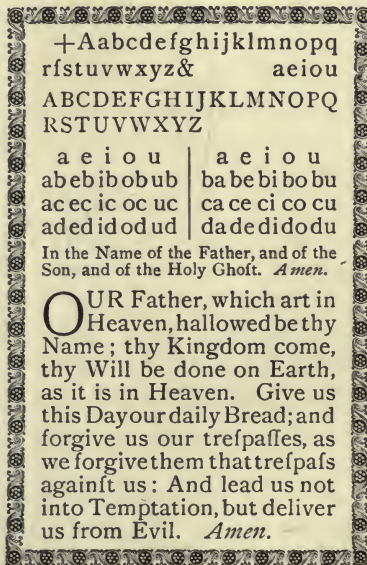 +Aabcdefghijklmnopq
rſstuvwxyz& aeiou
ABCDEFGHIJKLMNOPQ
RSTUVWXYZ
a e i o u | a e i o u
ab eb ib ob ub | ba be bi bo bu
ac ec ic oc uc | ca ce ci co cu
ad ed id od ud | da de di do du
In the Name of the Father, and of the
Son, and of the Holy Ghoſt. Amen.
OUR Father, which art in
Heaven, hallowed be thy
Name; thy Kingdom come,
thy Will be done on Earth,
as it is in Heaven. Give us
this Day our daily Bread; and
forgive us our treſpaſſes, as
we forgive them that treſpaſs
againſt us: And lead us not
into Temptation, but deliver
us from Evil. Amen.